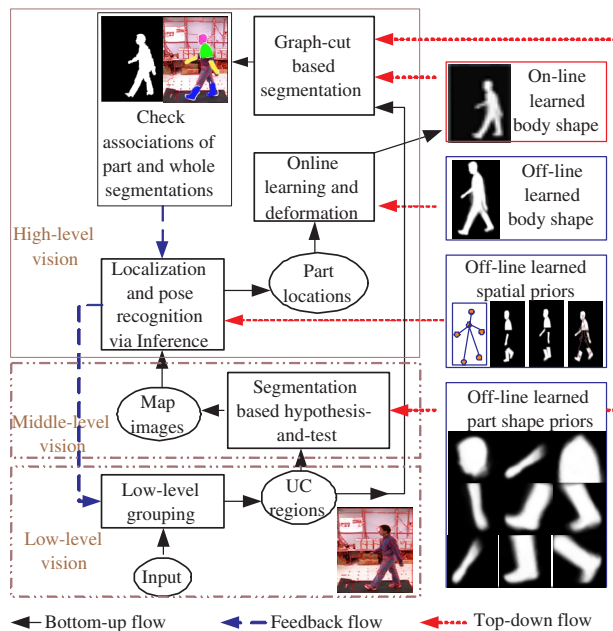 Check
associations of
part and whole
segmentations
Graph-cut
based
segmentation
On-line
learned
body shape
Online
learning and
deformation
Off-line
learned
body shape
High-level
vision
Localization
and pose
recognition
via Inference
Part
locations
Off-line learned
spatial priors
Middle-level
vision
Map
images
Segmentation
based hypothesis-
and-test
Off-line learned
part shape priors
Low-level
vision
Low-level
grouping
UC
regions
Input
Bottom-up flow
Feedback flow
Top-down flow